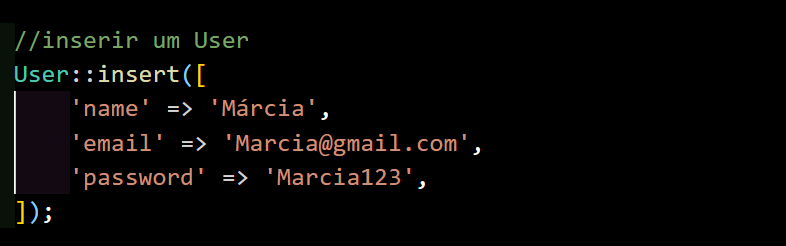 //inserir um User
User::insert([
    'name' => 'Márcia',
    'email' => 'Marcia@gmail.com',
    'password' => 'Marcia123',
]);